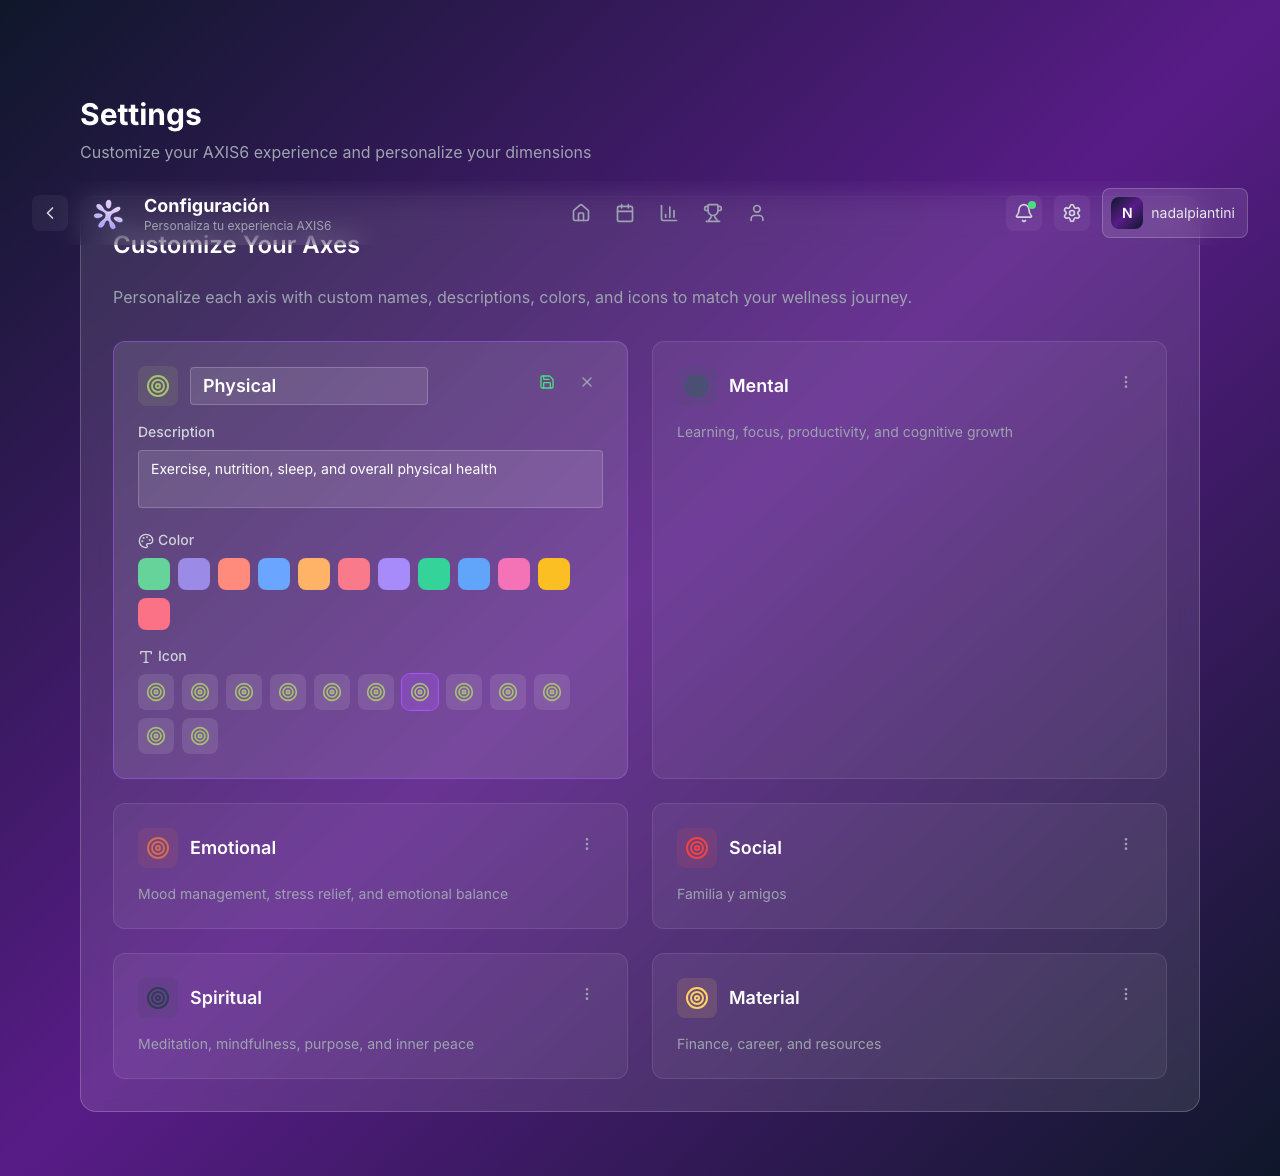 Settings
Customize your AXIS6 experience and personalize your dimensions
Configuración
Personaliza tu experiencia AXIS6
N
nadalpiantini
Customize Your Axes
Personalize each axis with custom names, descriptions, colors, and icons to match your wellness journey.
Physical
Description
Exercise, nutrition, sleep, and overall physical health
Color
Icon
Mental
Learning, focus, productivity, and cognitive growth
Emotional
Mood management, stress relief, and emotional balance
Social
Familia y amigos
Spiritual
Meditation, mindfulness, purpose, and inner peace
Material
Finance, career, and resources